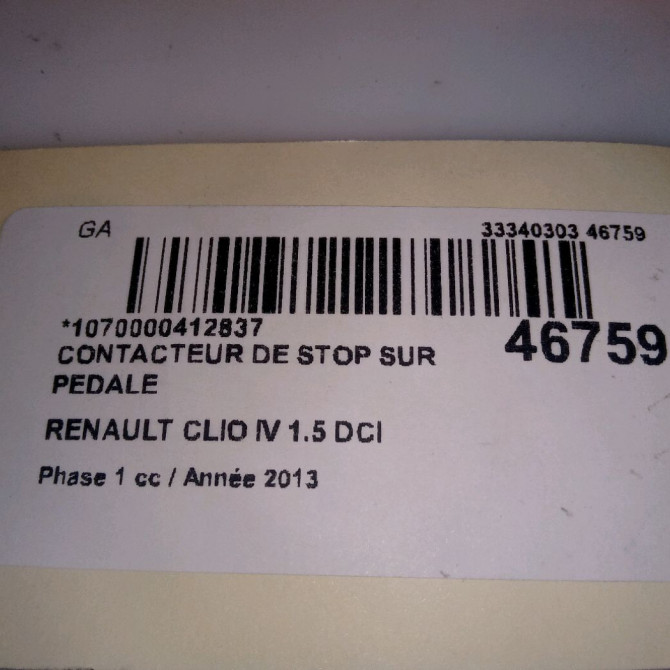 GA
33340303 46759
*1070000412837
46759
CONTACTEUR DE STOP SUR
PEDALE
RENAULT CLIO IV 1.5 DCI
Phase 1 cc / Année 2013